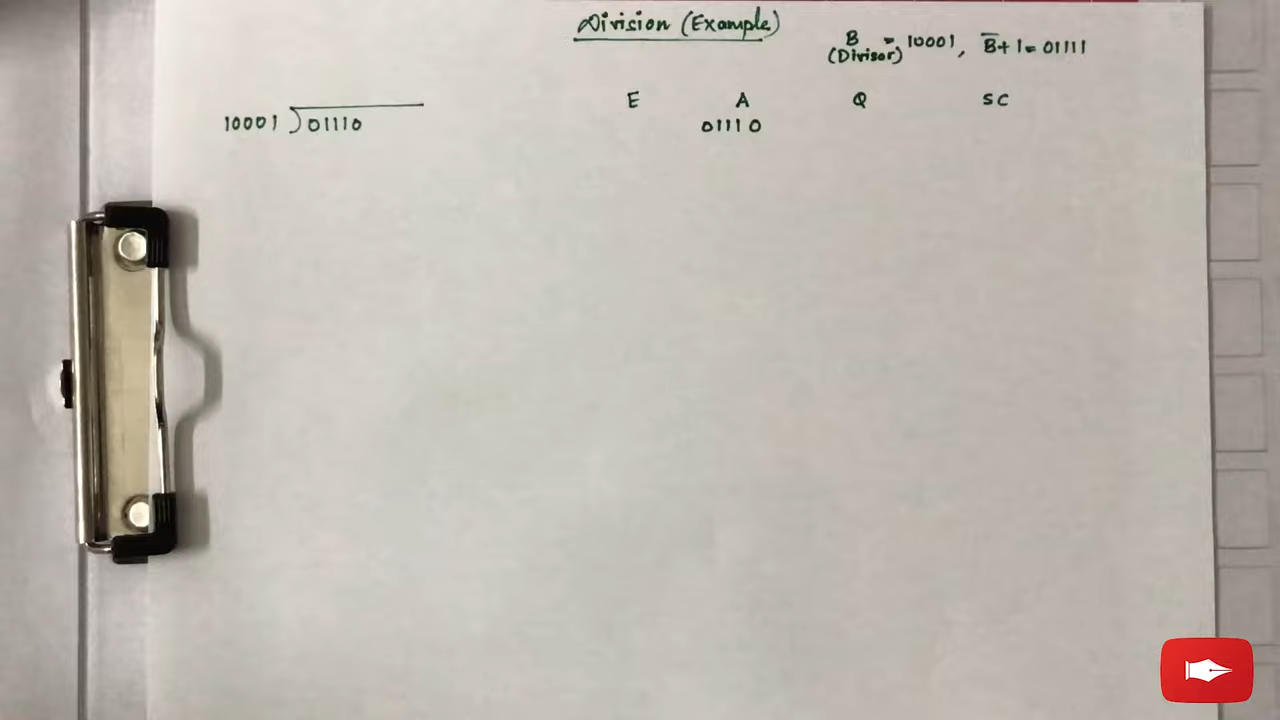 Division (Example)
B = 10001, B̅+1 = 01111
(Divisor)
E A Q SC
10001 ) 01110
01110